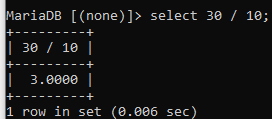 MariaDB [(none)]> select 30 / 10;
+---------+
| 30 / 10 |
+---------+
|  3.0000 |
+---------+
1 row in set (0.006 sec)